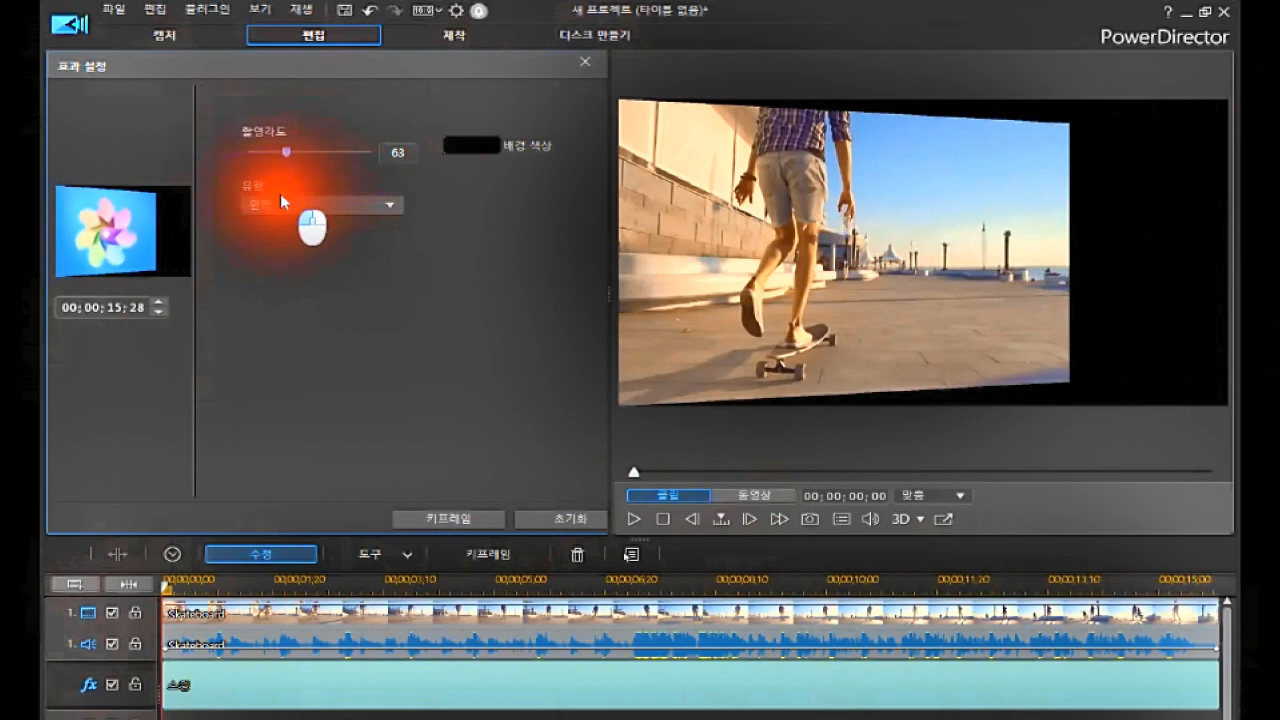 파일 편집 플러그인 보기 재생
새 프로젝트 (타이틀 없음)*
캡처 편집 제작 디스크 만들기
PowerDirector
효과 설정
촬영각도
63
배경 색상
유형
00;00;15;28
키프레임 초기화
클립 동영상 00;00;00;00 맞춤
3D
수정 도구 키프레임
00;00;00;00 00;00;01;20 00;00;03;10 00;00;05;00 00;00;06;20 00;00;08;10 00;00;10;00 00;00;11;20 00;00;13;10 00;00;15;00
1. Skateboard
1. Skateboard
fx 스윙